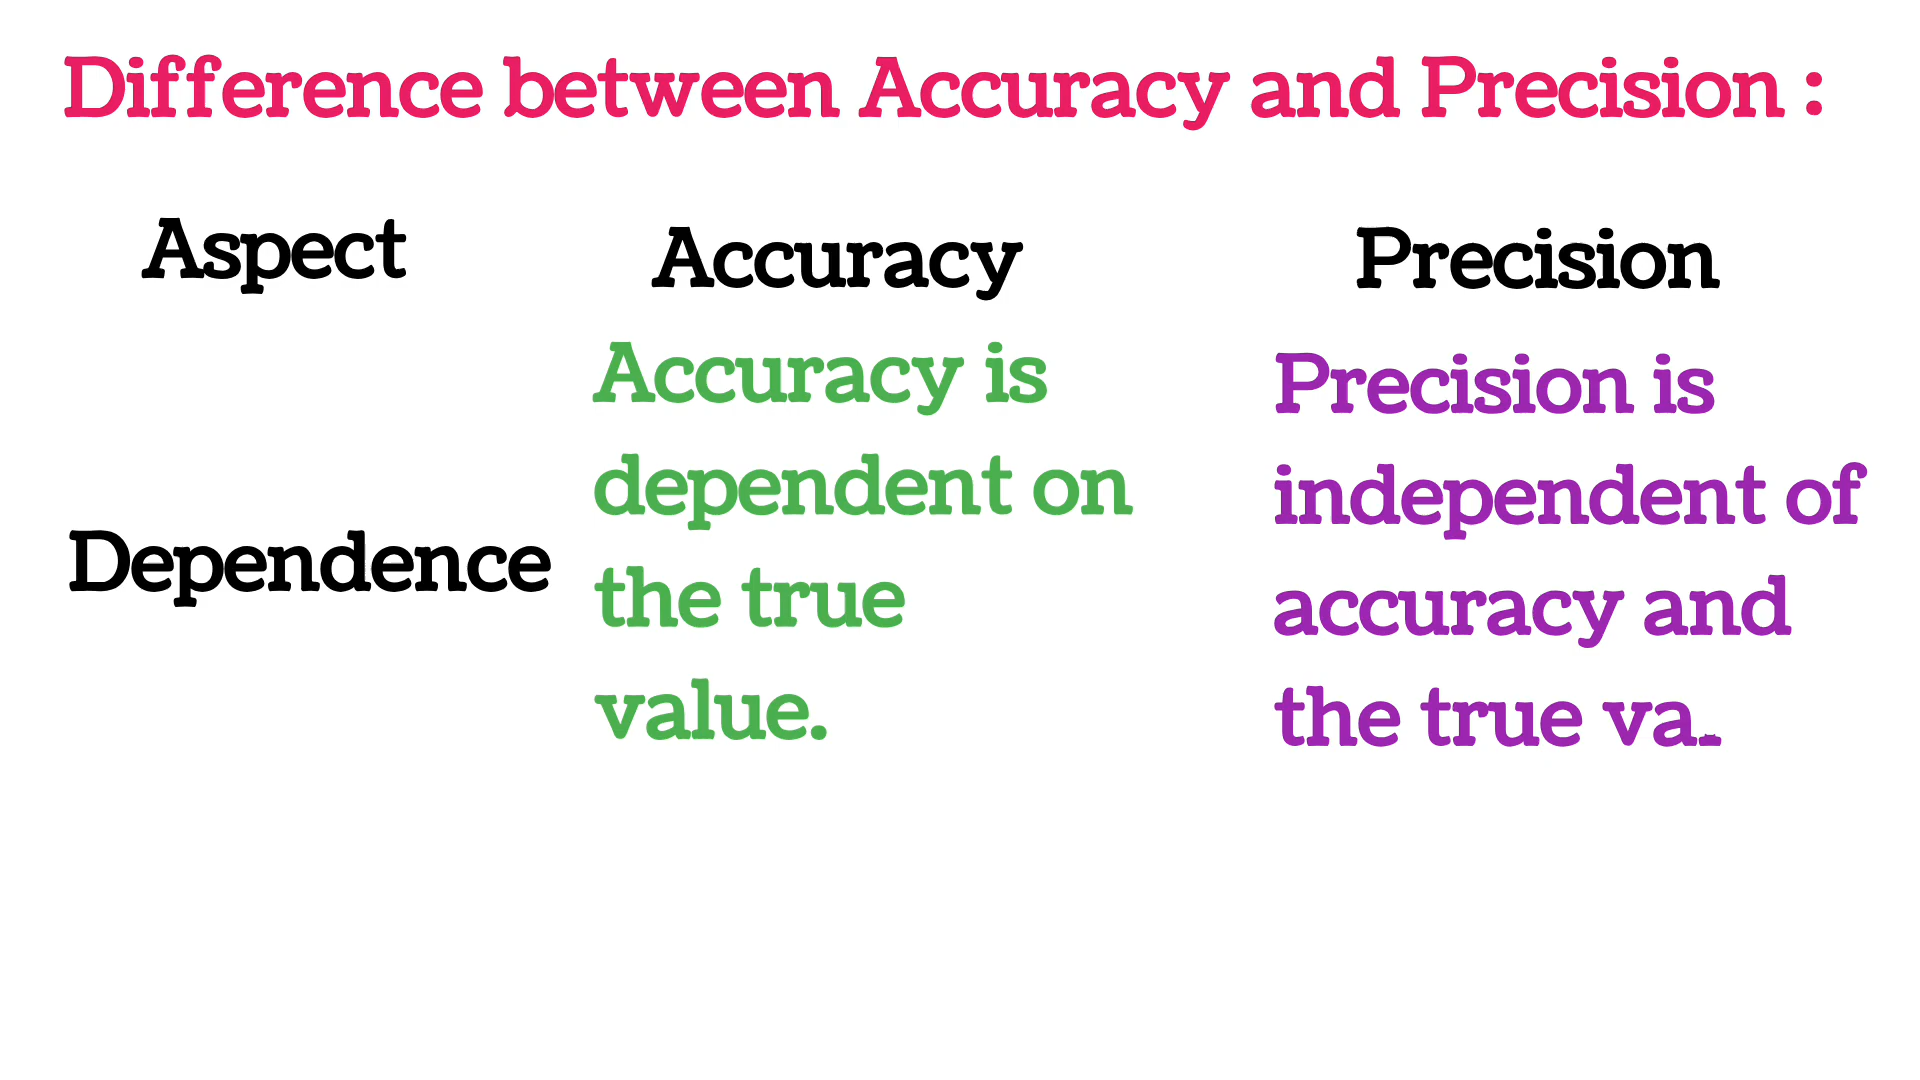 Difference between Accuracy and Precision :
Aspect Accuracy Precision
Dependence
Accuracy is
dependent on
the true
value.
Precision is
independent of
accuracy and
the true va